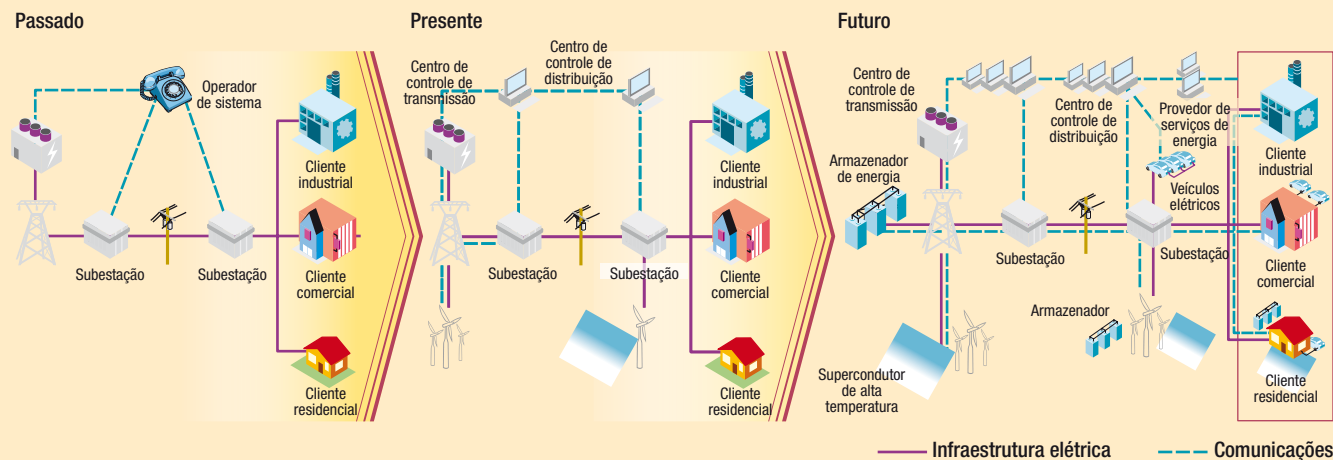 Passado
Operador
de sistema
Cliente
industrial
Subestação
Subestação
Cliente
comercial
Cliente
residencial
Presente
Centro de
controle de
transmissão
Centro de
controle de
distribuição
Cliente
industrial
Subestação
Subestação
Cliente
comercial
Cliente
residencial
Futuro
Centro de
controle de
transmissão
Centro de
controle de
distribuição
Provedor de
serviços de
energia
Armazenador
de energia
Veículos
elétricos
Cliente
industrial
Subestação
Subestação
Cliente
comercial
Armazenador
Supercondutor
de alta
temperatura
Cliente
residencial
Infraestrutura elétrica
Comunicações